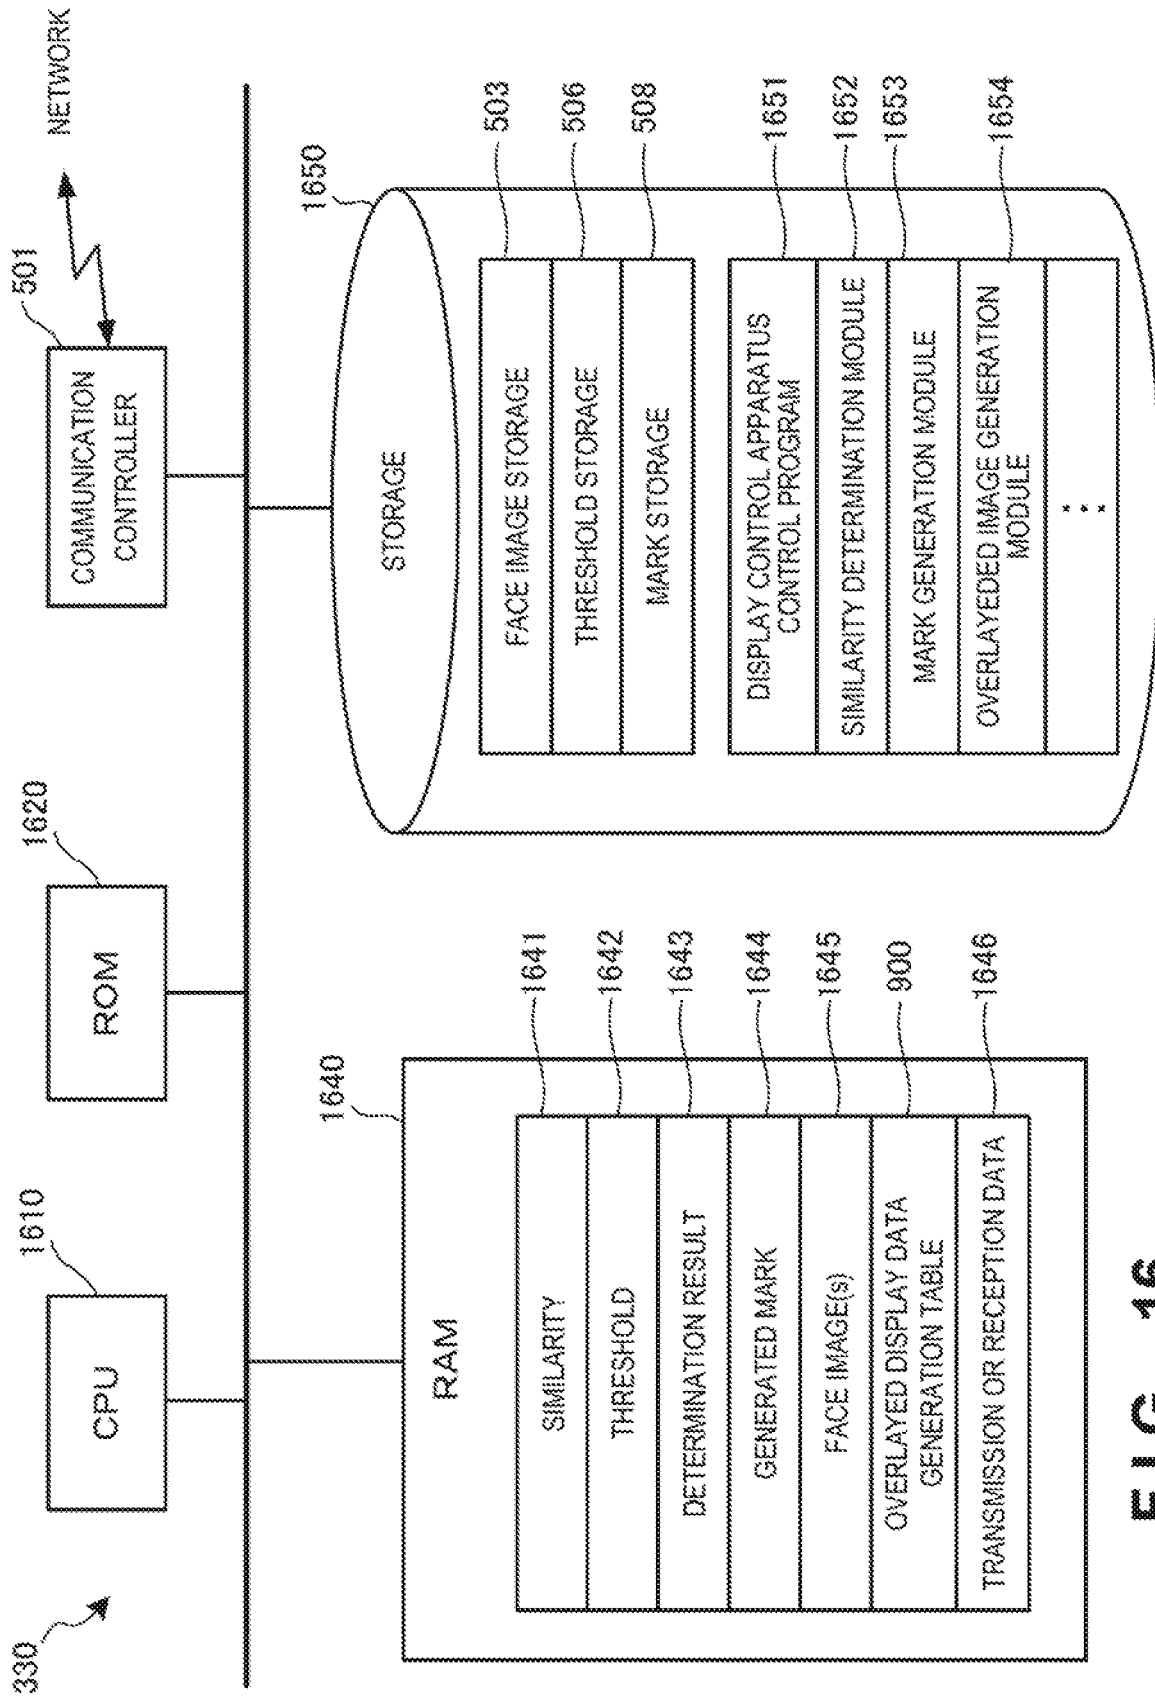 330
1610
CPU
1620
ROM
501
COMMUNICATION
CONTROLLER
NETWORK
1640
RAM
SIMILARITY
1641
THRESHOLD
1642
DETERMINATION RESULT
1643
GENERATED MARK
1644
FACE IMAGE(s)
1645
OVERLAYED DISPLAY DATA
GENERATION TABLE
900
TRANSMISSION OR RECEPTION DATA
1646
1650
STORAGE
FACE IMAGE STORAGE
503
THRESHOLD STORAGE
506
MARK STORAGE
508
DISPLAY CONTROL APPARATUS
CONTROL PROGRAM
1651
SIMILARITY DETERMINATION MODULE
1652
MARK GENERATION MODULE
1653
OVERLAYEDED IMAGE GENERATION
MODULE
1654
...
FIG. 16